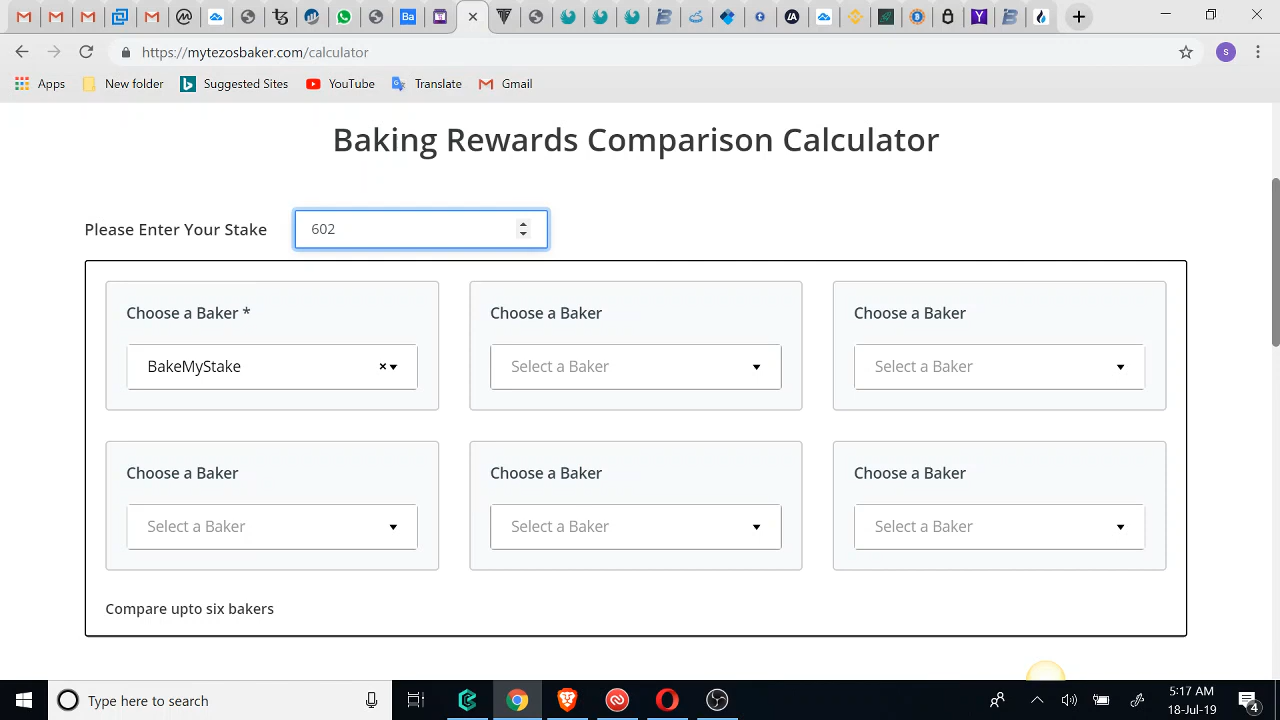 Ba
https://mytezosbaker.com/calculator
S
Apps
New folder
Suggested Sites
YouTube
Translate
Gmail
Baking Rewards Comparison Calculator
Please Enter Your Stake
602
Choose a Baker *
Choose a Baker
Choose a Baker
BakeMyStake
×
Select a Baker
Select a Baker
Choose a Baker
Choose a Baker
Choose a Baker
Select a Baker
Select a Baker
Select a Baker
Compare upto six bakers
Type here to search
5:17 AM
18-Jul-19
4